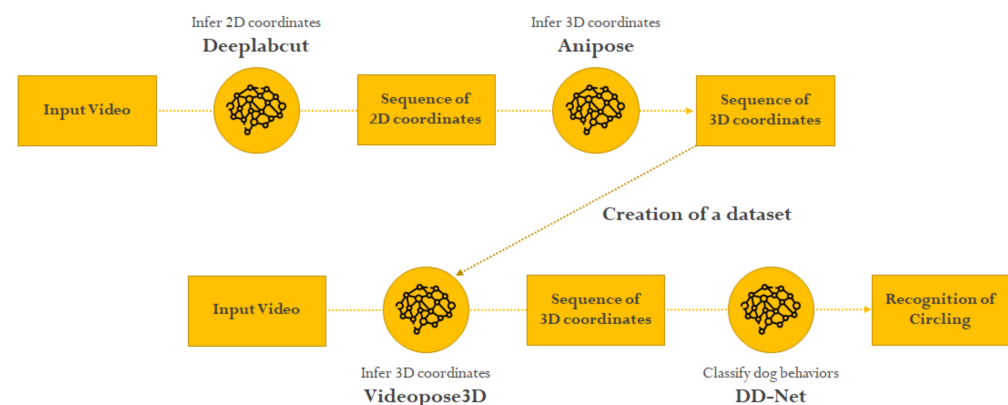 Infer 2D coordinates
Deeplabcut
Infer 3D coordinates
Anipose
Input Video
Sequence of
2D coordinates
Sequence of
3D coordinates
Creation of a dataset
Input Video
Sequence of
3D coordinates
Recognition of
Circling
Infer 3D coordinates
Videopose3D
Classify dog behaviors
DD-Net